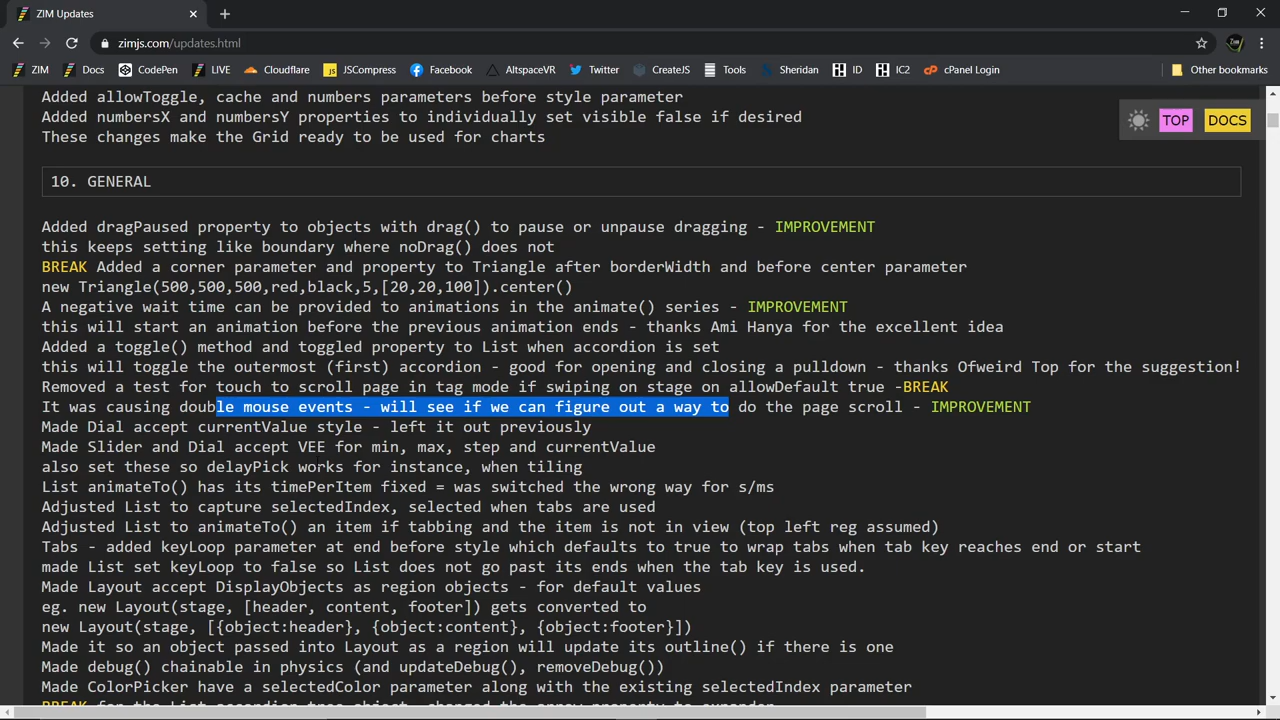 ZIM Updates
zimjs.com/updates.html
ZIM Docs CodePen LIVE Cloudflare JSCompress Facebook AltspaceVR Twitter CreateJS Tools Sheridan ID IC2 cPanel Login Other bookmarks
Added allowToggle, cache and numbers parameters before style parameter
Added numbersX and numbersY properties to individually set visible false if desired
These changes make the Grid ready to be used for charts
TOP DOCS
10. GENERAL
Added dragPaused property to objects with drag() to pause or unpause dragging - IMPROVEMENT
this keeps setting like boundary where noDrag() does not
BREAK Added a corner parameter and property to Triangle after borderWidth and before center parameter
new Triangle(500,500,500,red,black,5,[20,20,100]).center()
A negative wait time can be provided to animations in the animate() series - IMPROVEMENT
this will start an animation before the previous animation ends - thanks Ami Hanya for the excellent idea
Added a toggle() method and toggled property to List when accordion is set
this will toggle the outermost (first) accordion - good for opening and closing a pulldown - thanks Ofweird Top for the suggestion!
Removed a test for touch to scroll page in tag mode if swiping on stage on allowDefault true -BREAK
It was causing double mouse events - will see if we can figure out a way to do the page scroll - IMPROVEMENT
Made Dial accept currentValue style - left it out previously
Made Slider and Dial accept VEE for min, max, step and currentValue
also set these so delayPick works for instance, when tiling
List animateTo() has its timePerItem fixed = was switched the wrong way for s/ms
Adjusted List to capture selectedIndex, selected when tabs are used
Adjusted List to animateTo() an item if tabbing and the item is not in view (top left reg assumed)
Tabs - added keyLoop parameter at end before style which defaults to true to wrap tabs when tab key reaches end or start
made List set keyLoop to false so List does not go past its ends when the tab key is used.
Made Layout accept DisplayObjects as region objects - for default values
eg. new Layout(stage, [header, content, footer]) gets converted to
new Layout(stage, [{object:header}, {object:content}, {object:footer}])
Made it so an object passed into Layout as a region will update its outline() if there is one
Made debug() chainable in physics (and updateDebug(), removeDebug())
Made ColorPicker have a selectedColor parameter along with the existing selectedIndex parameter
BREAK for the List accordion tree object, changed the array property to expander